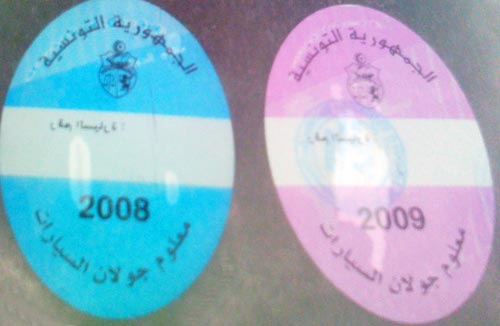 الجمهورية التونسية
2008
معلوم جولان السيارات
الجمهورية التونسية
2009
معلوم جولان السيارات